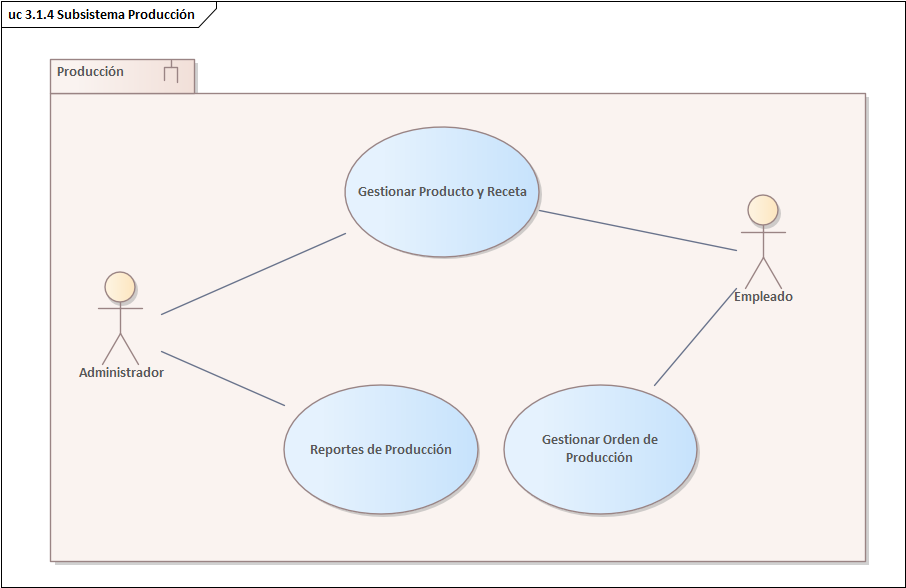 uc 3.1.4 Subsistema Producción
Producción
Gestionar Producto y Receta
Empleado
Administrador
Reportes de Producción
Gestionar Orden de
Producción